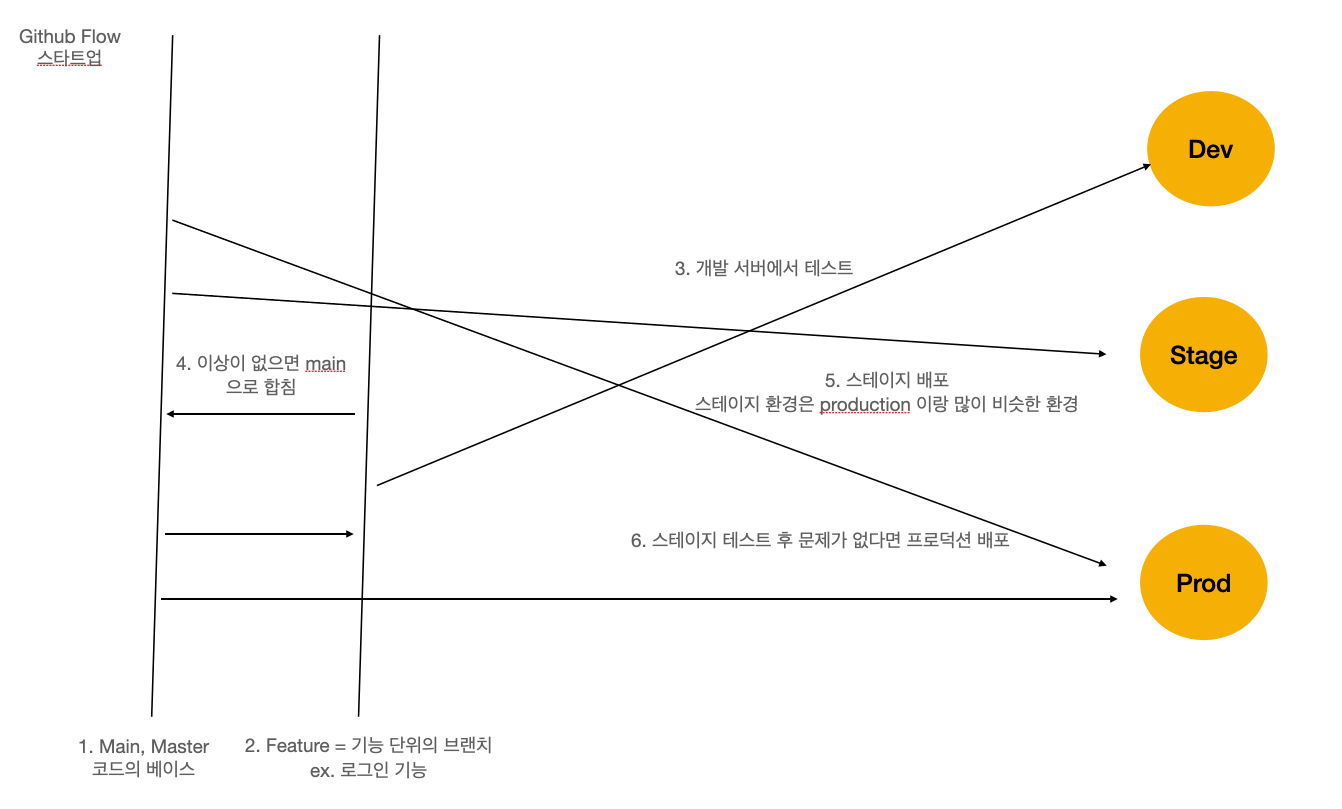 Github Flow
스타트업
Dev
3. 개발 서버에서 테스트
Stage
4. 이상이 없으면 main
으로 합침
5. 스테이지 배포
스테이지 환경은 production 이랑 많이 비슷한 환경
6. 스테이지 테스트 후 문제가 없다면 프로덕션 배포
Prod
1. Main, Master
코드의 베이스
2. Feature = 기능 단위의 브랜치
ex. 로그인 기능